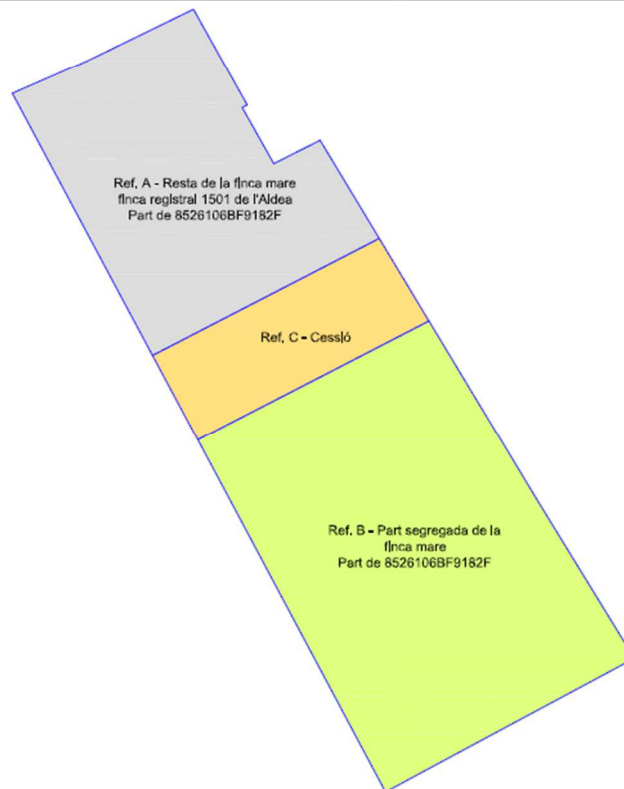 Ref. A - Resta de la finca mare
finca registral 1501 de l'Aldea
Part de 8526106BF9182F
Ref. C - Cessió
Ref. B - Part segregada de la
finca mare
Part de 8526106BF9182F